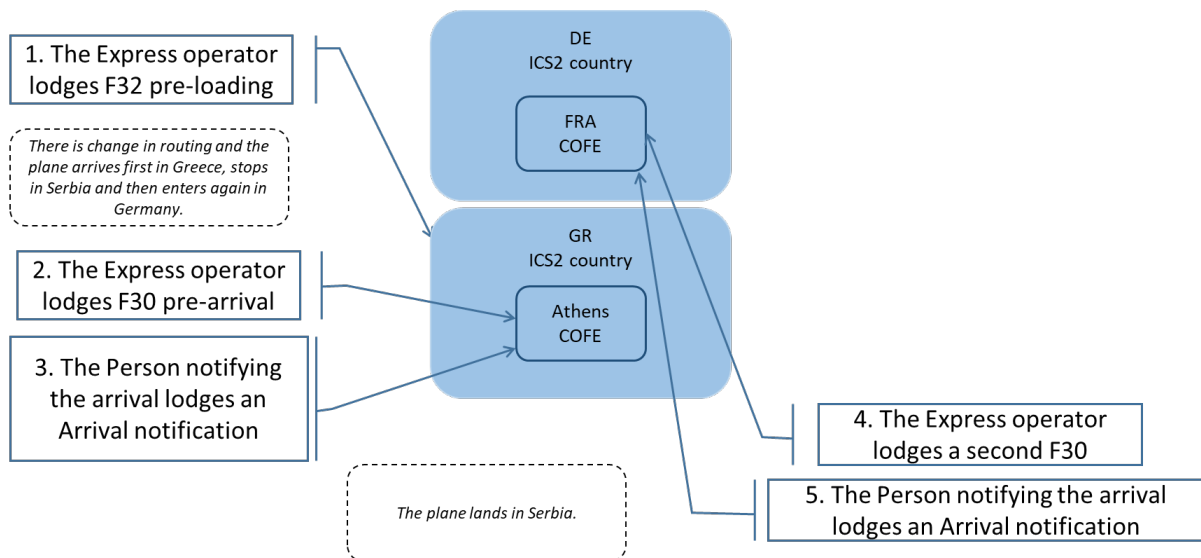 1. The Express operator
lodges F32 pre-loading
There is change in routing and the
plane arrives first in Greece, stops
in Serbia and then enters again in
Germany.
2. The Express operator
lodges F30 pre-arrival
3. The Person notifying
the arrival lodges an
Arrival notification
DE
ICS2 country
FRA
COFE
GR
ICS2 country
Athens
COFE
The plane lands in Serbia.
4. The Express operator
lodges a second F30
5. The Person notifying the arrival
lodges an Arrival notification